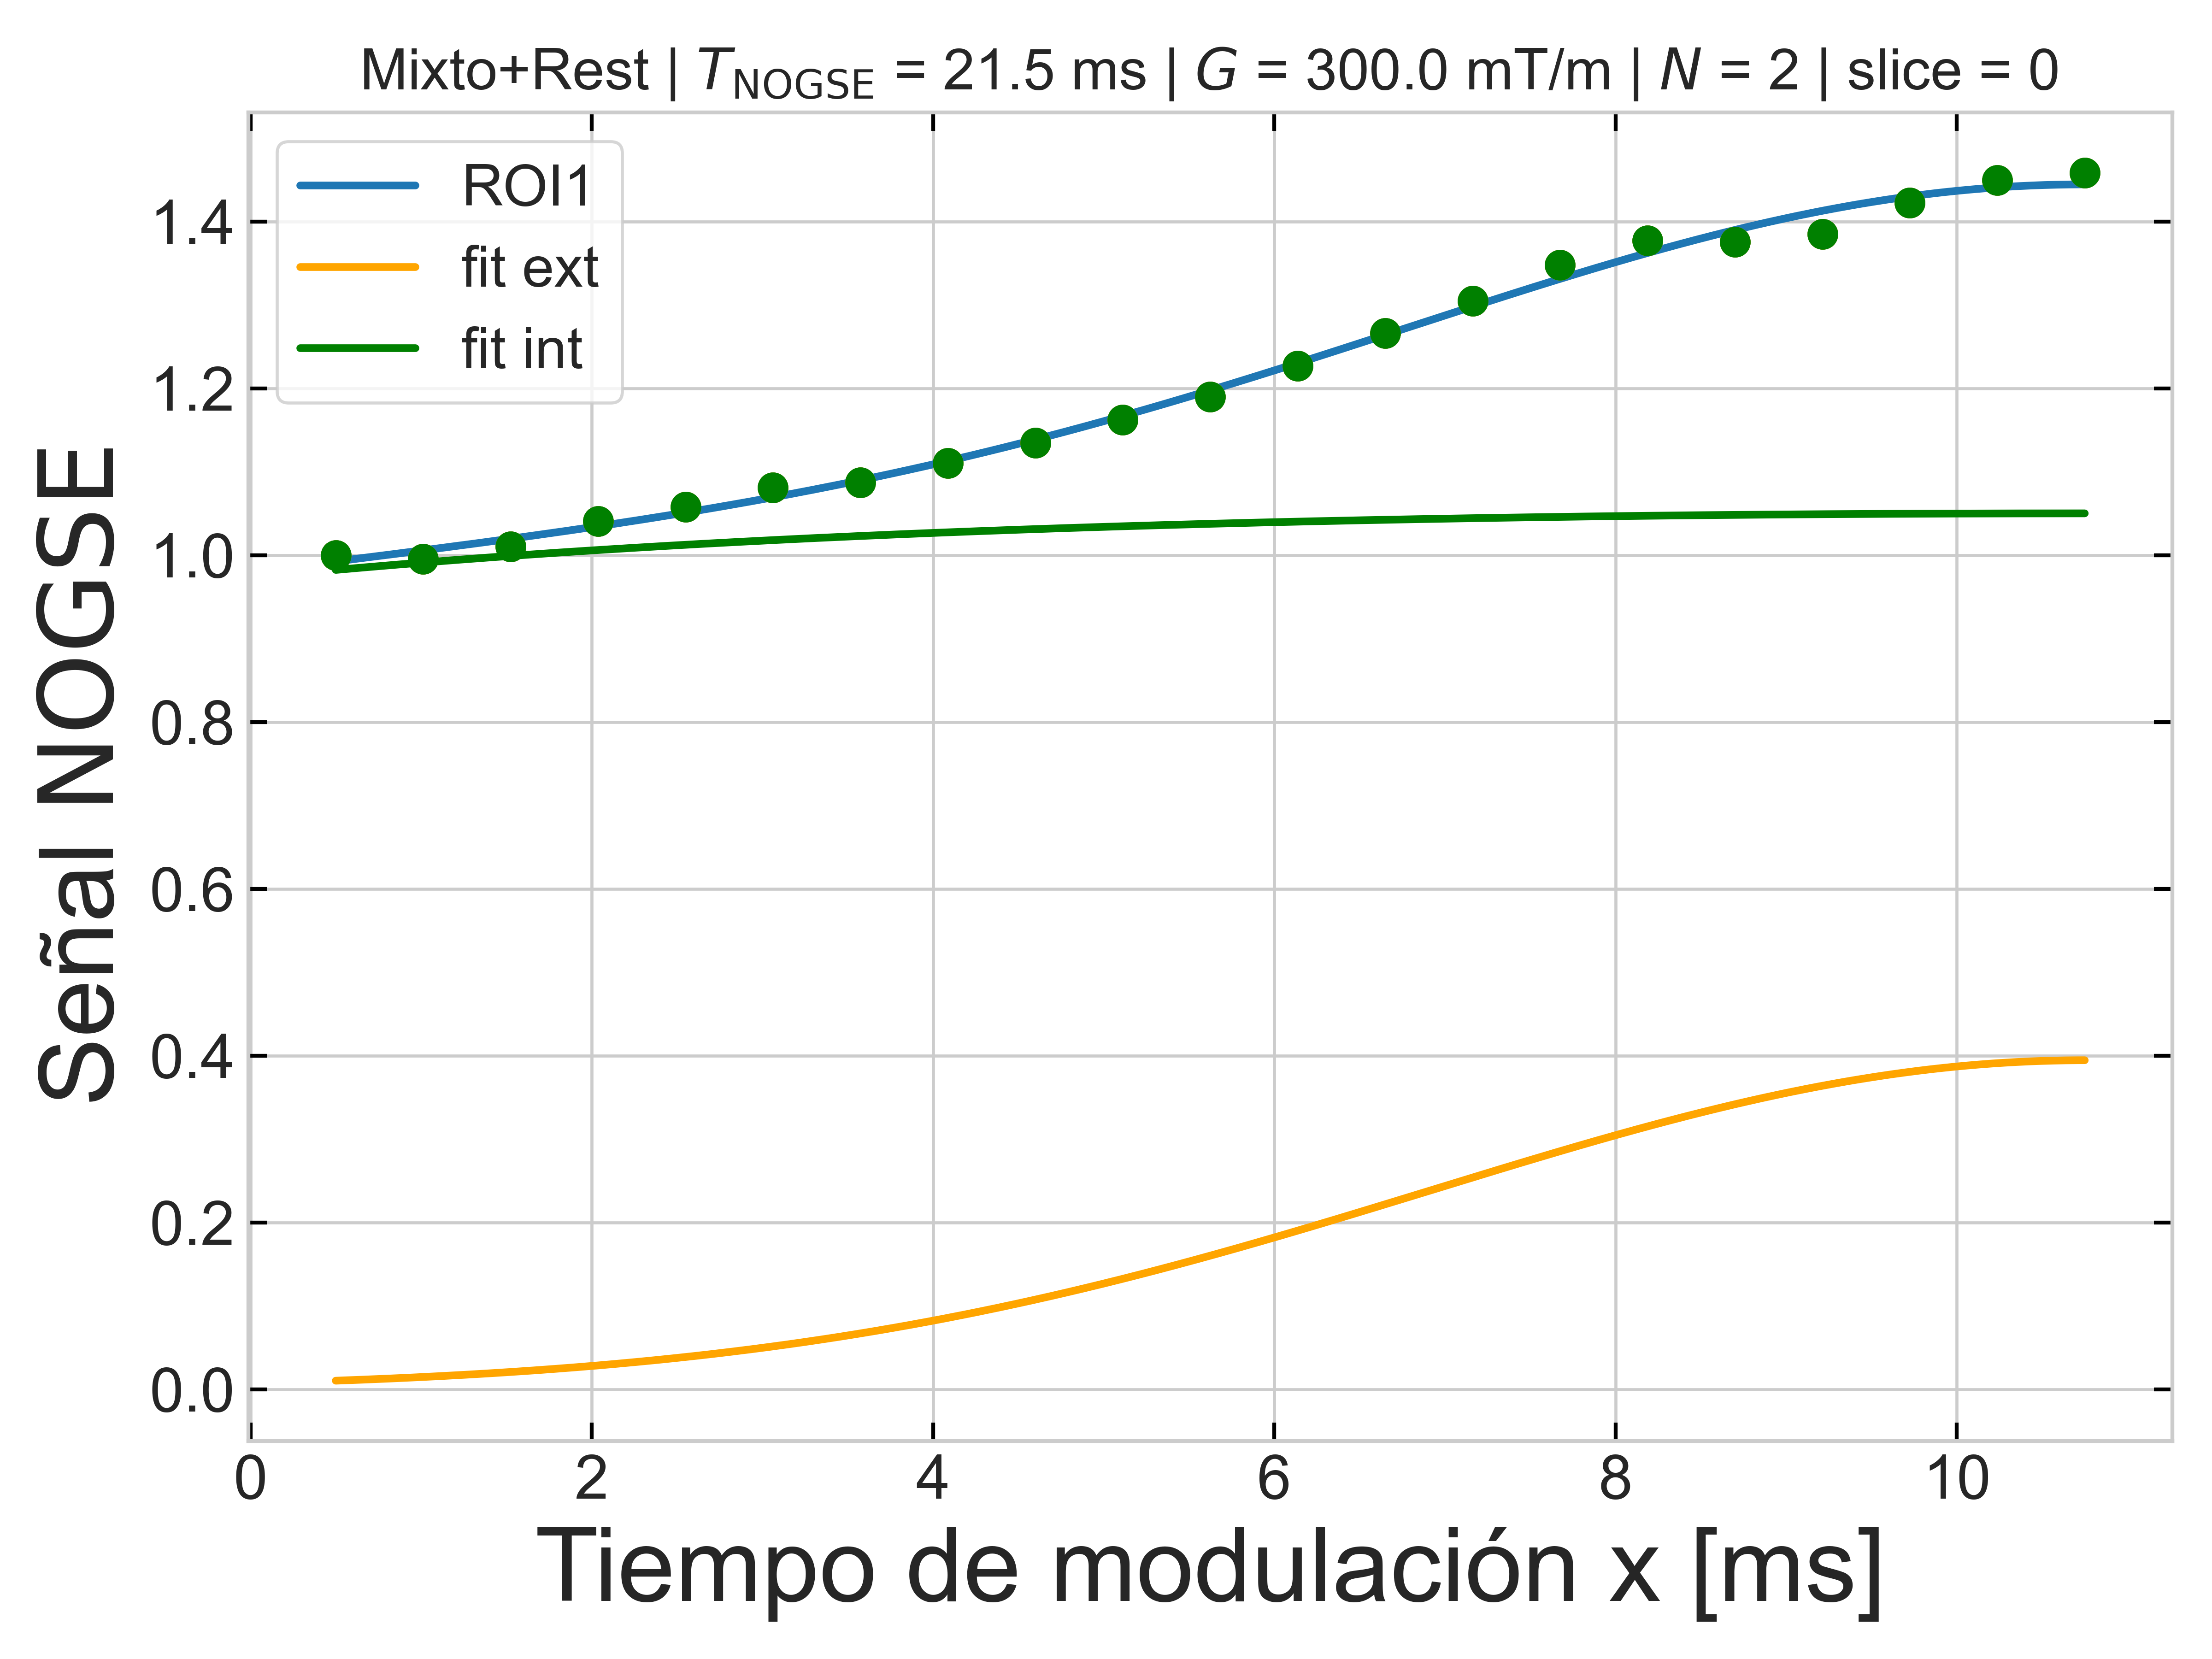 Mixto+Rest | T_NOGSE = 21.5 ms | G = 300.0 mT/m | N = 2 | slice = 0
ROI1
fit ext
fit int
Señal NOGSE
1.4
1.2
1.0
0.8
0.6
0.4
0.2
0.0
0 2 4 6 8 10
Tiempo de modulación x [ms]